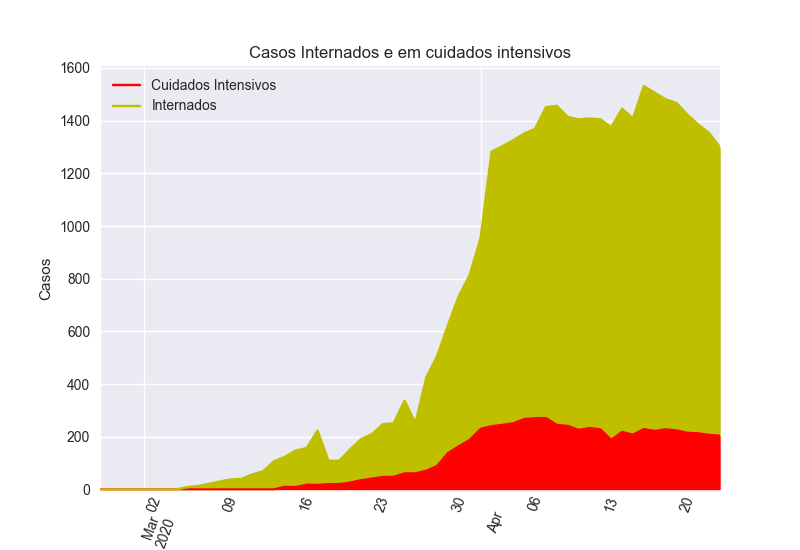 Casos Internados e em cuidados intensivos
Cuidados Intensivos
Internados
1600
1400
1200
1000
800
600
400
200
0
Casos
Mar 02
2020
09
16
23
30
Apr
06
13
20